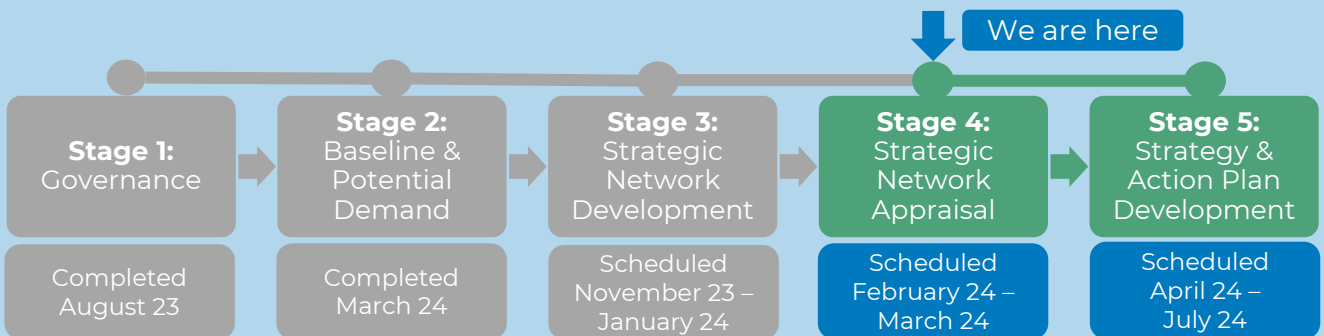 We are here
Stage 1:
Governance
Stage 2:
Baseline &
Potential
Demand
Stage 3:
Strategic
Network
Development
Stage 4:
Strategic
Network
Appraisal
Stage 5:
Strategy &
Action Plan
Development
Completed
August 23
Completed
March 24
Scheduled
November 23 –
January 24
Scheduled
February 24 –
March 24
Scheduled
April 24 –
July 24